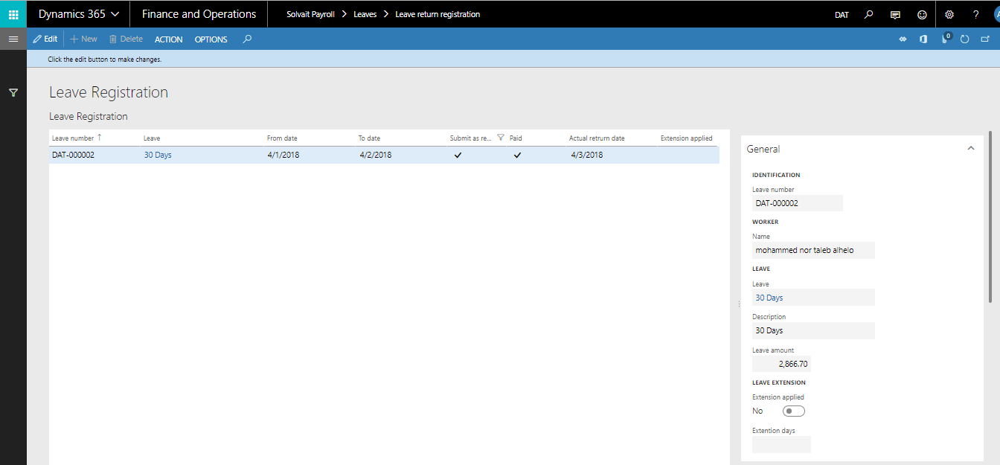 Dynamics 365 Finance and Operations Solvait Payroll Leaves Leave return registration DAT ?
Edit New Delete ACTION OPTIONS 0
Click the edit button to make changes.
Leave Registration
Leave Registration
Leave number Leave From date To date Submit as re... Paid Actual retrurn date Extension applied
DAT-000002 30 Days 4/1/2018 4/2/2018 4/3/2018
General
IDENTIFICATION
Leave number
DAT-000002
WORKER
Name
mohammed nor taleb alhelo
LEAVE
Leave
30 Days
Description
30 Days
Leave amount
2,866.70
LEAVE EXTENSION
Extension applied
No
Extention days